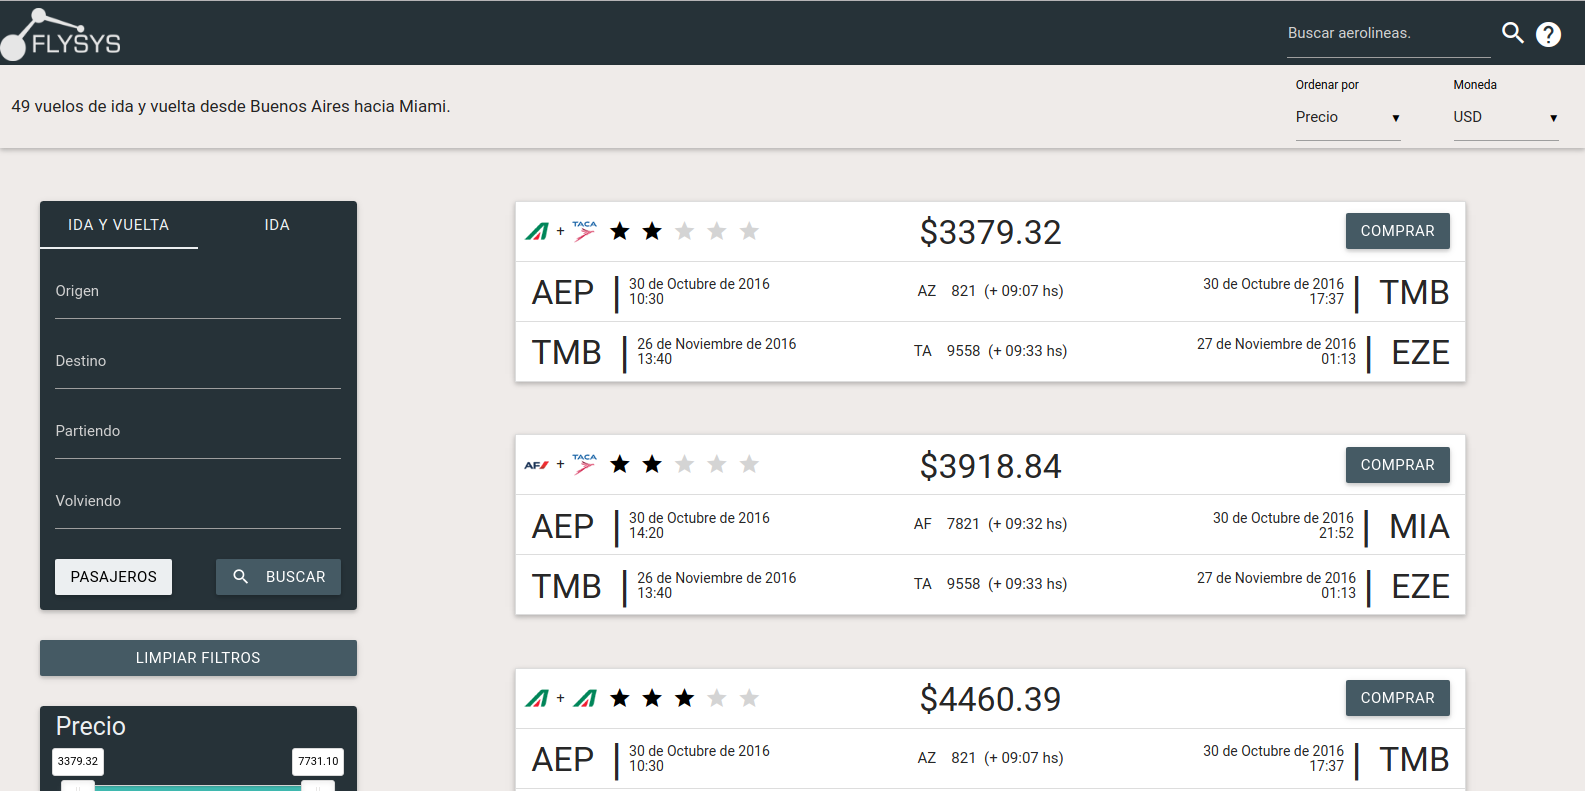 FLYSYS
Buscar aerolineas.
?
49 vuelos de ida y vuelta desde Buenos Aires hacia Miami.
Ordenar por
Moneda
Precio
USD
IDA Y VUELTA
IDA
Origen
Destino
Partiendo
Volviendo
PASAJEROS
BUSCAR
LIMPIAR FILTROS
Precio
3379.32
7731.10
+ TACA
$3379.32
COMPRAR
AEP
30 de Octubre de 2016
10:30
AZ 821 (+ 09:07 hs)
30 de Octubre de 2016
17:37
TMB
TMB
26 de Noviembre de 2016
13:40
TA 9558 (+ 09:33 hs)
27 de Noviembre de 2016
01:13
EZE
AF + TACA
$3918.84
COMPRAR
AEP
30 de Octubre de 2016
14:20
AF 7821 (+ 09:32 hs)
30 de Octubre de 2016
21:52
MIA
TMB
26 de Noviembre de 2016
13:40
TA 9558 (+ 09:33 hs)
27 de Noviembre de 2016
01:13
EZE
+
$4460.39
COMPRAR
AEP
30 de Octubre de 2016
10:30
AZ 821 (+ 09:07 hs)
30 de Octubre de 2016
17:37
TMB